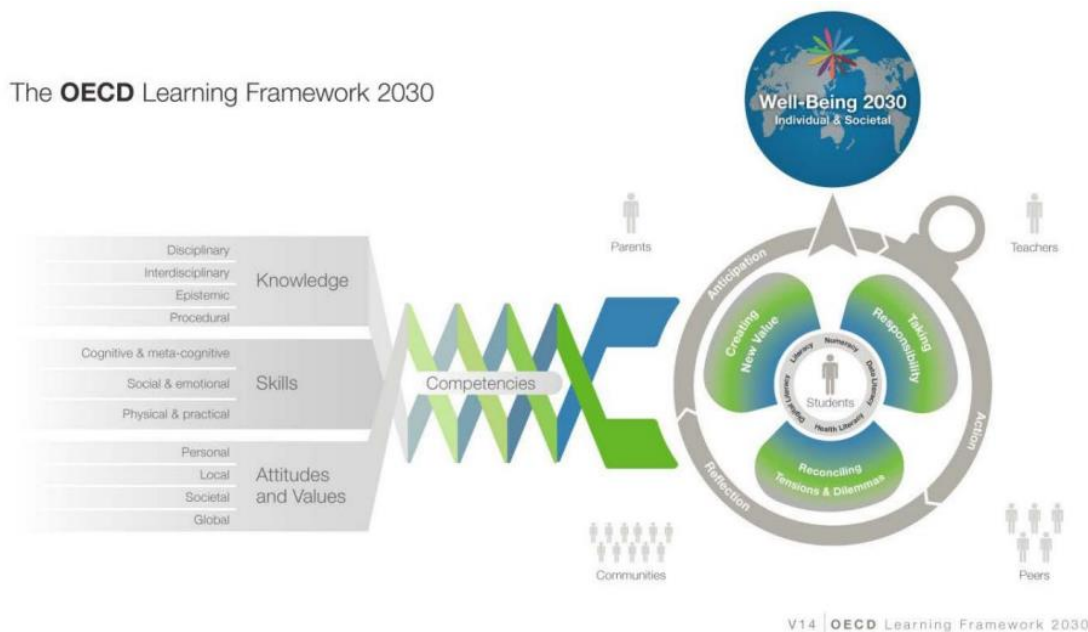 The OECD Learning Framework 2030
Well-Being 2030
Individual & Societal
Disciplinary
Interdisciplinary
Epistemic
Procedural
Knowledge
Cognitive & meta-cognitive
Social & emotional
Physical & practical
Skills
Personal
Local
Societal
Global
Attitudes
and Values
Competencies
Parents
Teachers
Anticipation
Action
Reflection
Creating
New Value
Taking
Responsibility
Reconciling
Tensions & Dilemmas
Literacy
Numeracy
Data Literacy
Health Literacy
Digital Literacy
Students
Communities
Peers
V14 | OECD Learning Framework 2030